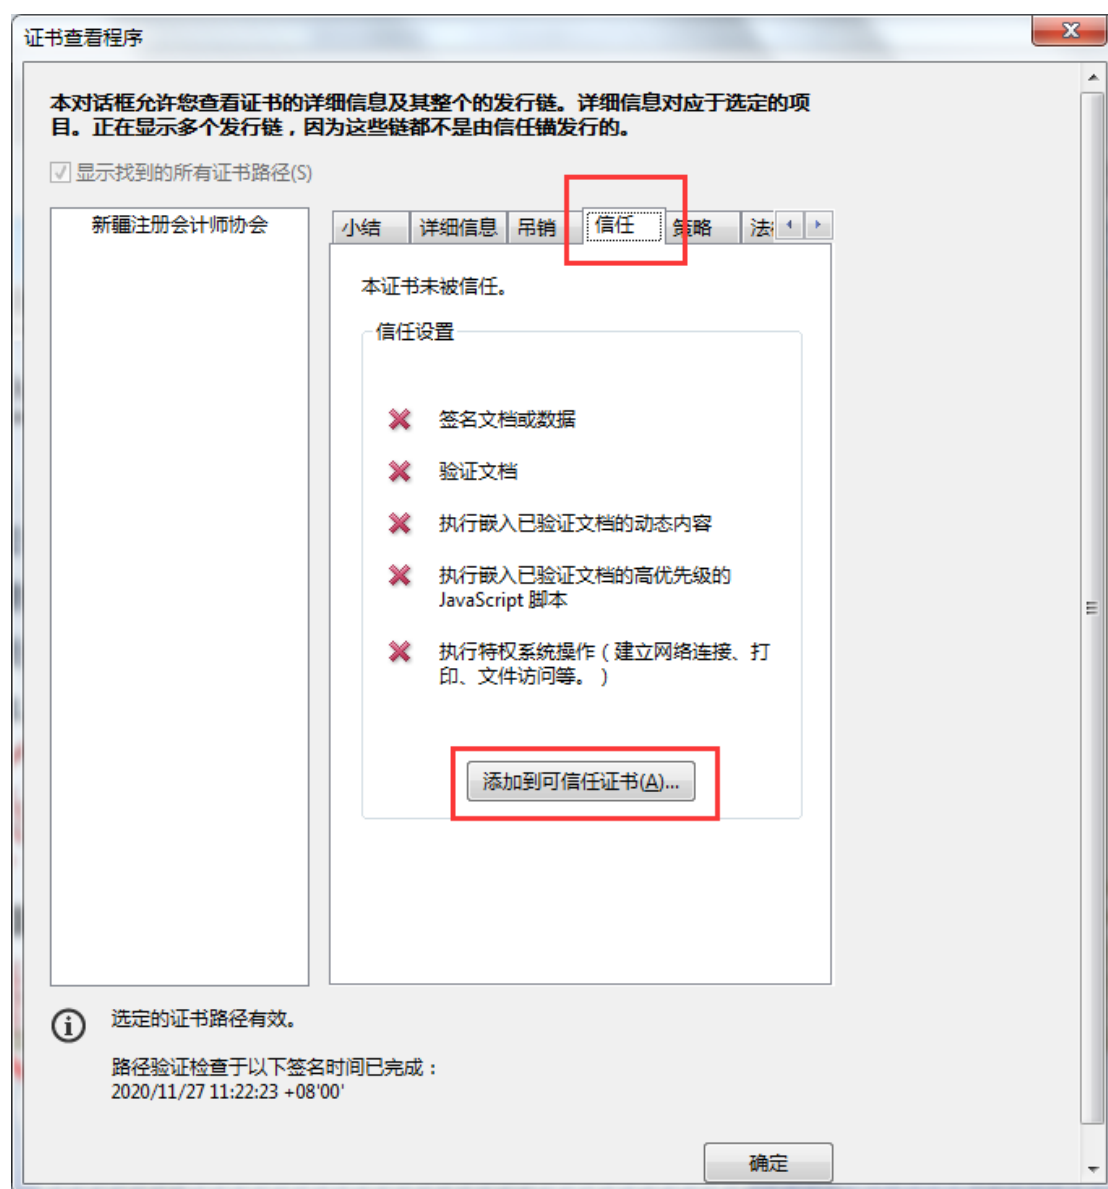 证书查看程序
本对话框允许您查看证书的详细信息及其整个的发行链。详细信息对应于选定的项
目。正在显示多个发行链，因为这些链都不是由信任锚发行的。
显示找到的所有证书路径(S)
新疆注册会计师协会
小结 详细信息 吊销 信任 策略
本证书未被信任。
信任设置
签名文档或数据
验证文档
执行嵌入已验证文档的动态内容
执行嵌入已验证文档的高优先级的
JavaScript 脚本
执行特权系统操作（建立网络连接、打
印、文件访问等。）
添加到可信任证书(A)...
选定的证书路径有效。
路径验证检查于以下签名时间已完成：
2020/11/27 11:22:23 +08'00'
确定